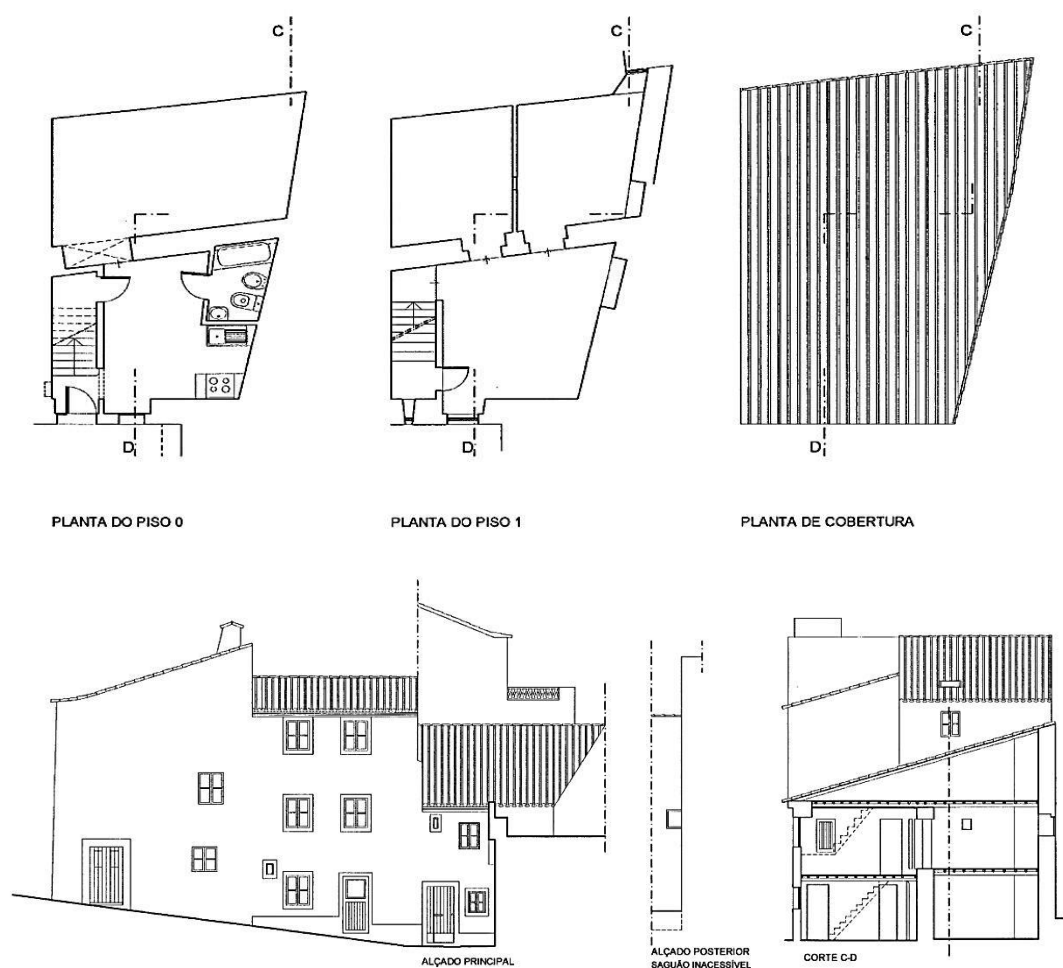 C
C
C
D
D
D
PLANTA DO PISO 0
PLANTA DO PISO 1
PLANTA DE COBERTURA
ALÇADO PRINCIPAL
ALÇADO POSTERIOR
SAGUÃO INACESSÍVEL
CORTE C-D